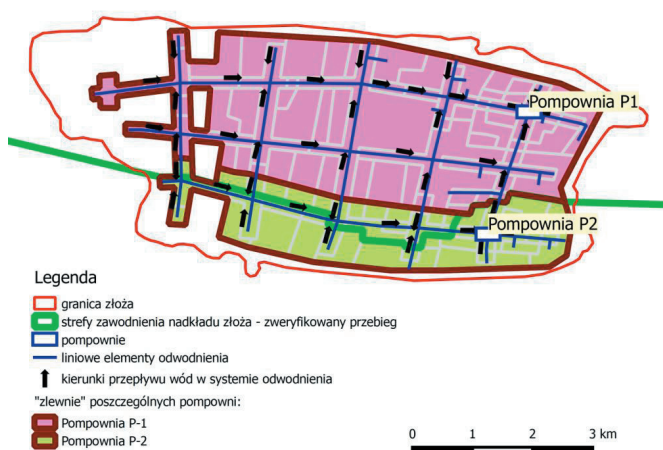 Pompownia P1
Pompownia P2
Legenda
granica złoża
strefy zawodnienia nadkładu złoża - zweryfikowany przebieg
pompownie
liniowe elementy odwodnienia
kierunki przepływu wód w systemie odwodnienia
"zlewnie" poszczególnych pompowni:
Pompownia P-1
Pompownia P-2
0 1 2 3 km